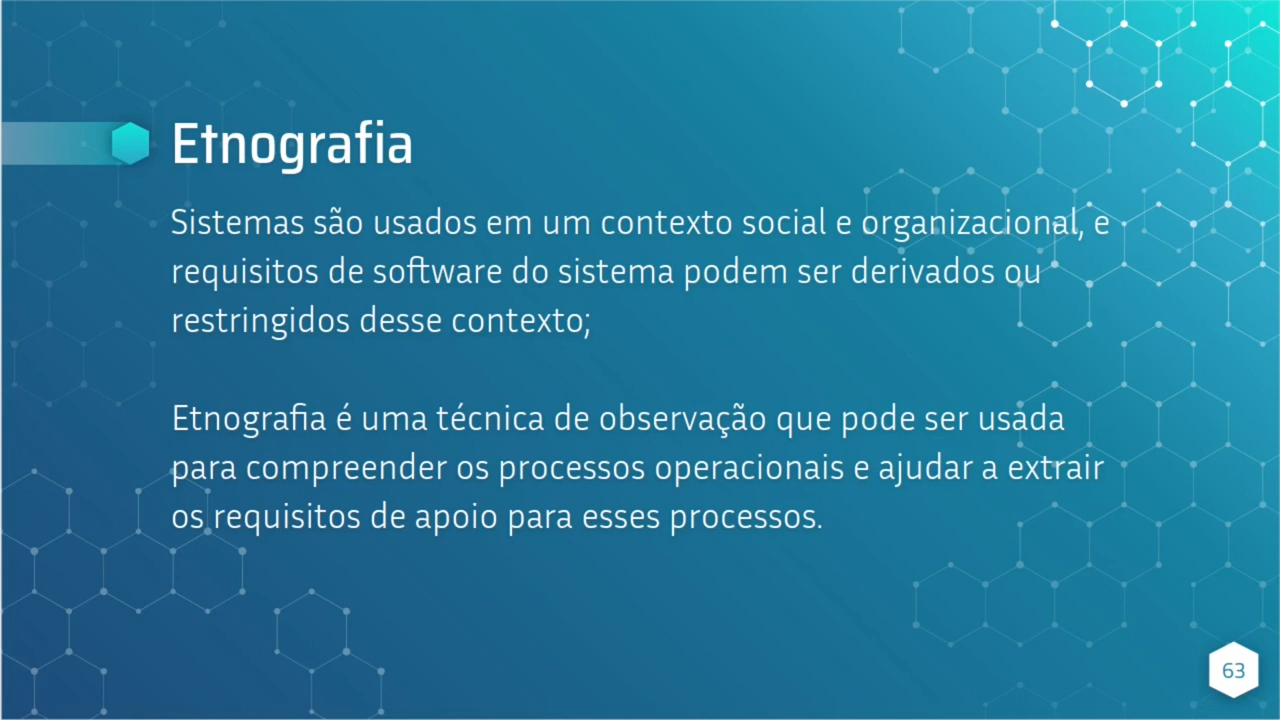 Etnografia
Sistemas são usados em um contexto social e organizacional, e
requisitos de software do sistema podem ser derivados ou
restringidos desse contexto;
Etnografia é uma técnica de observação que pode ser usada
para compreender os processos operacionais e ajudar a extrair
os requisitos de apoio para esses processos.
63